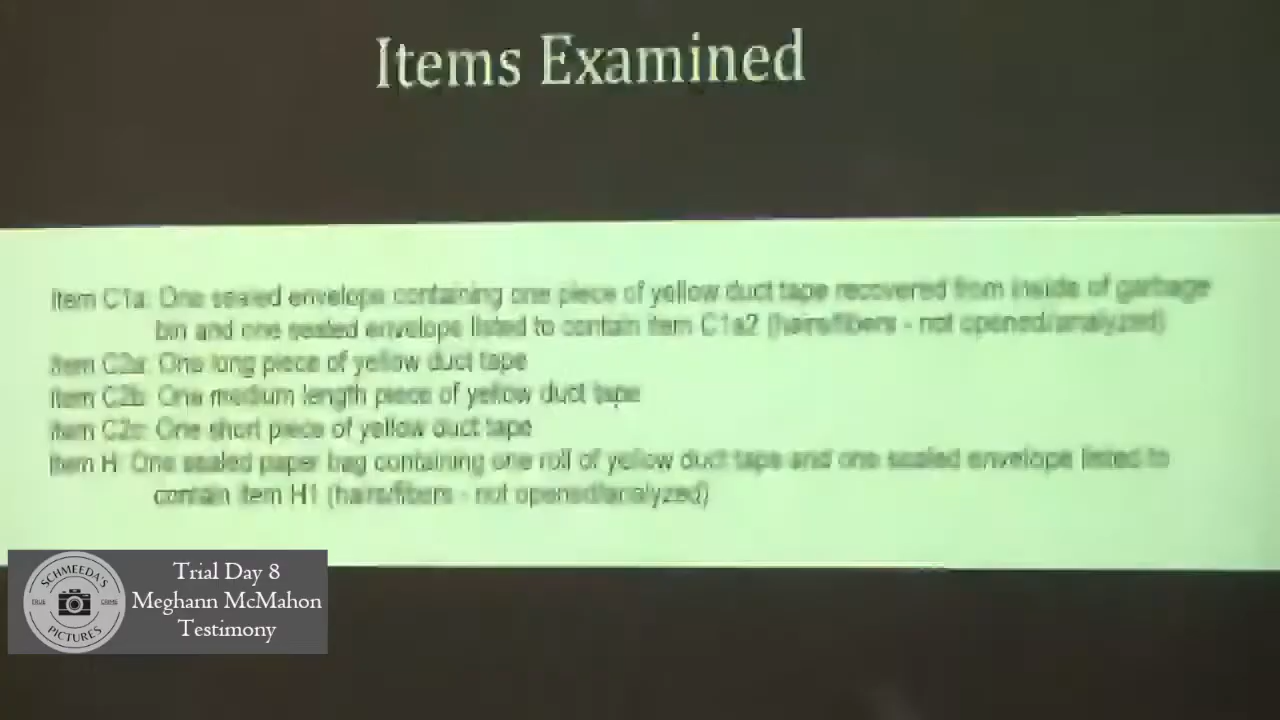 Items Examined
Item C1a: One sealed envelope containing one piece of yellow duct tape recovered from inside of garbage
bin and one sealed envelope listed to contain item C1a2 (hairs/fibers - not opened/analyzed)
Item C2a: One long piece of yellow duct tape
Item C2b: One medium length piece of yellow duct tape
Item C2c: One short piece of yellow duct tape
Item H: One sealed paper bag containing one roll of yellow duct tape and one sealed envelope listed to
contain item H1 (hairs/fibers - not opened/analyzed)
SCHMEEDA'S
TRUE CRIME
PICTURES
Trial Day 8
Meghann McMahon
Testimony